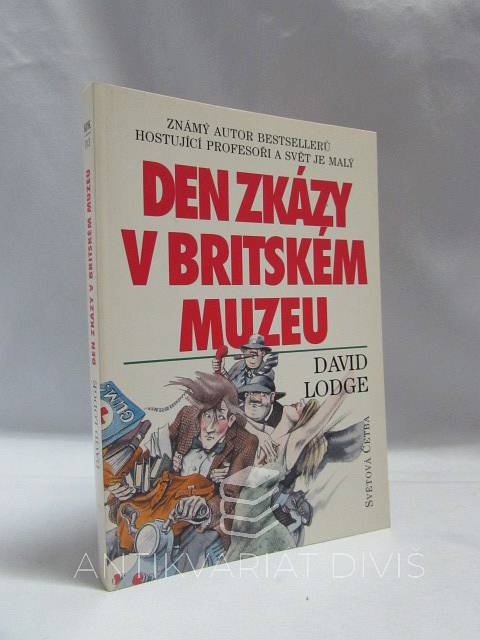 ZNÁMÝ AUTOR BESTSELLERŮ
HOSTUJÍCÍ PROFESOŘI A SVĚT JE MALÝ
DEN ZKÁZY
V BRITSKÉM
MUZEU
DAVID
LODGE
SVĚTOVÁ ČETBA
DAVID LODGE DEN ZKÁZY V BRITSKÉM MUZEU
ANTIKVARIÁT DIVIŠ